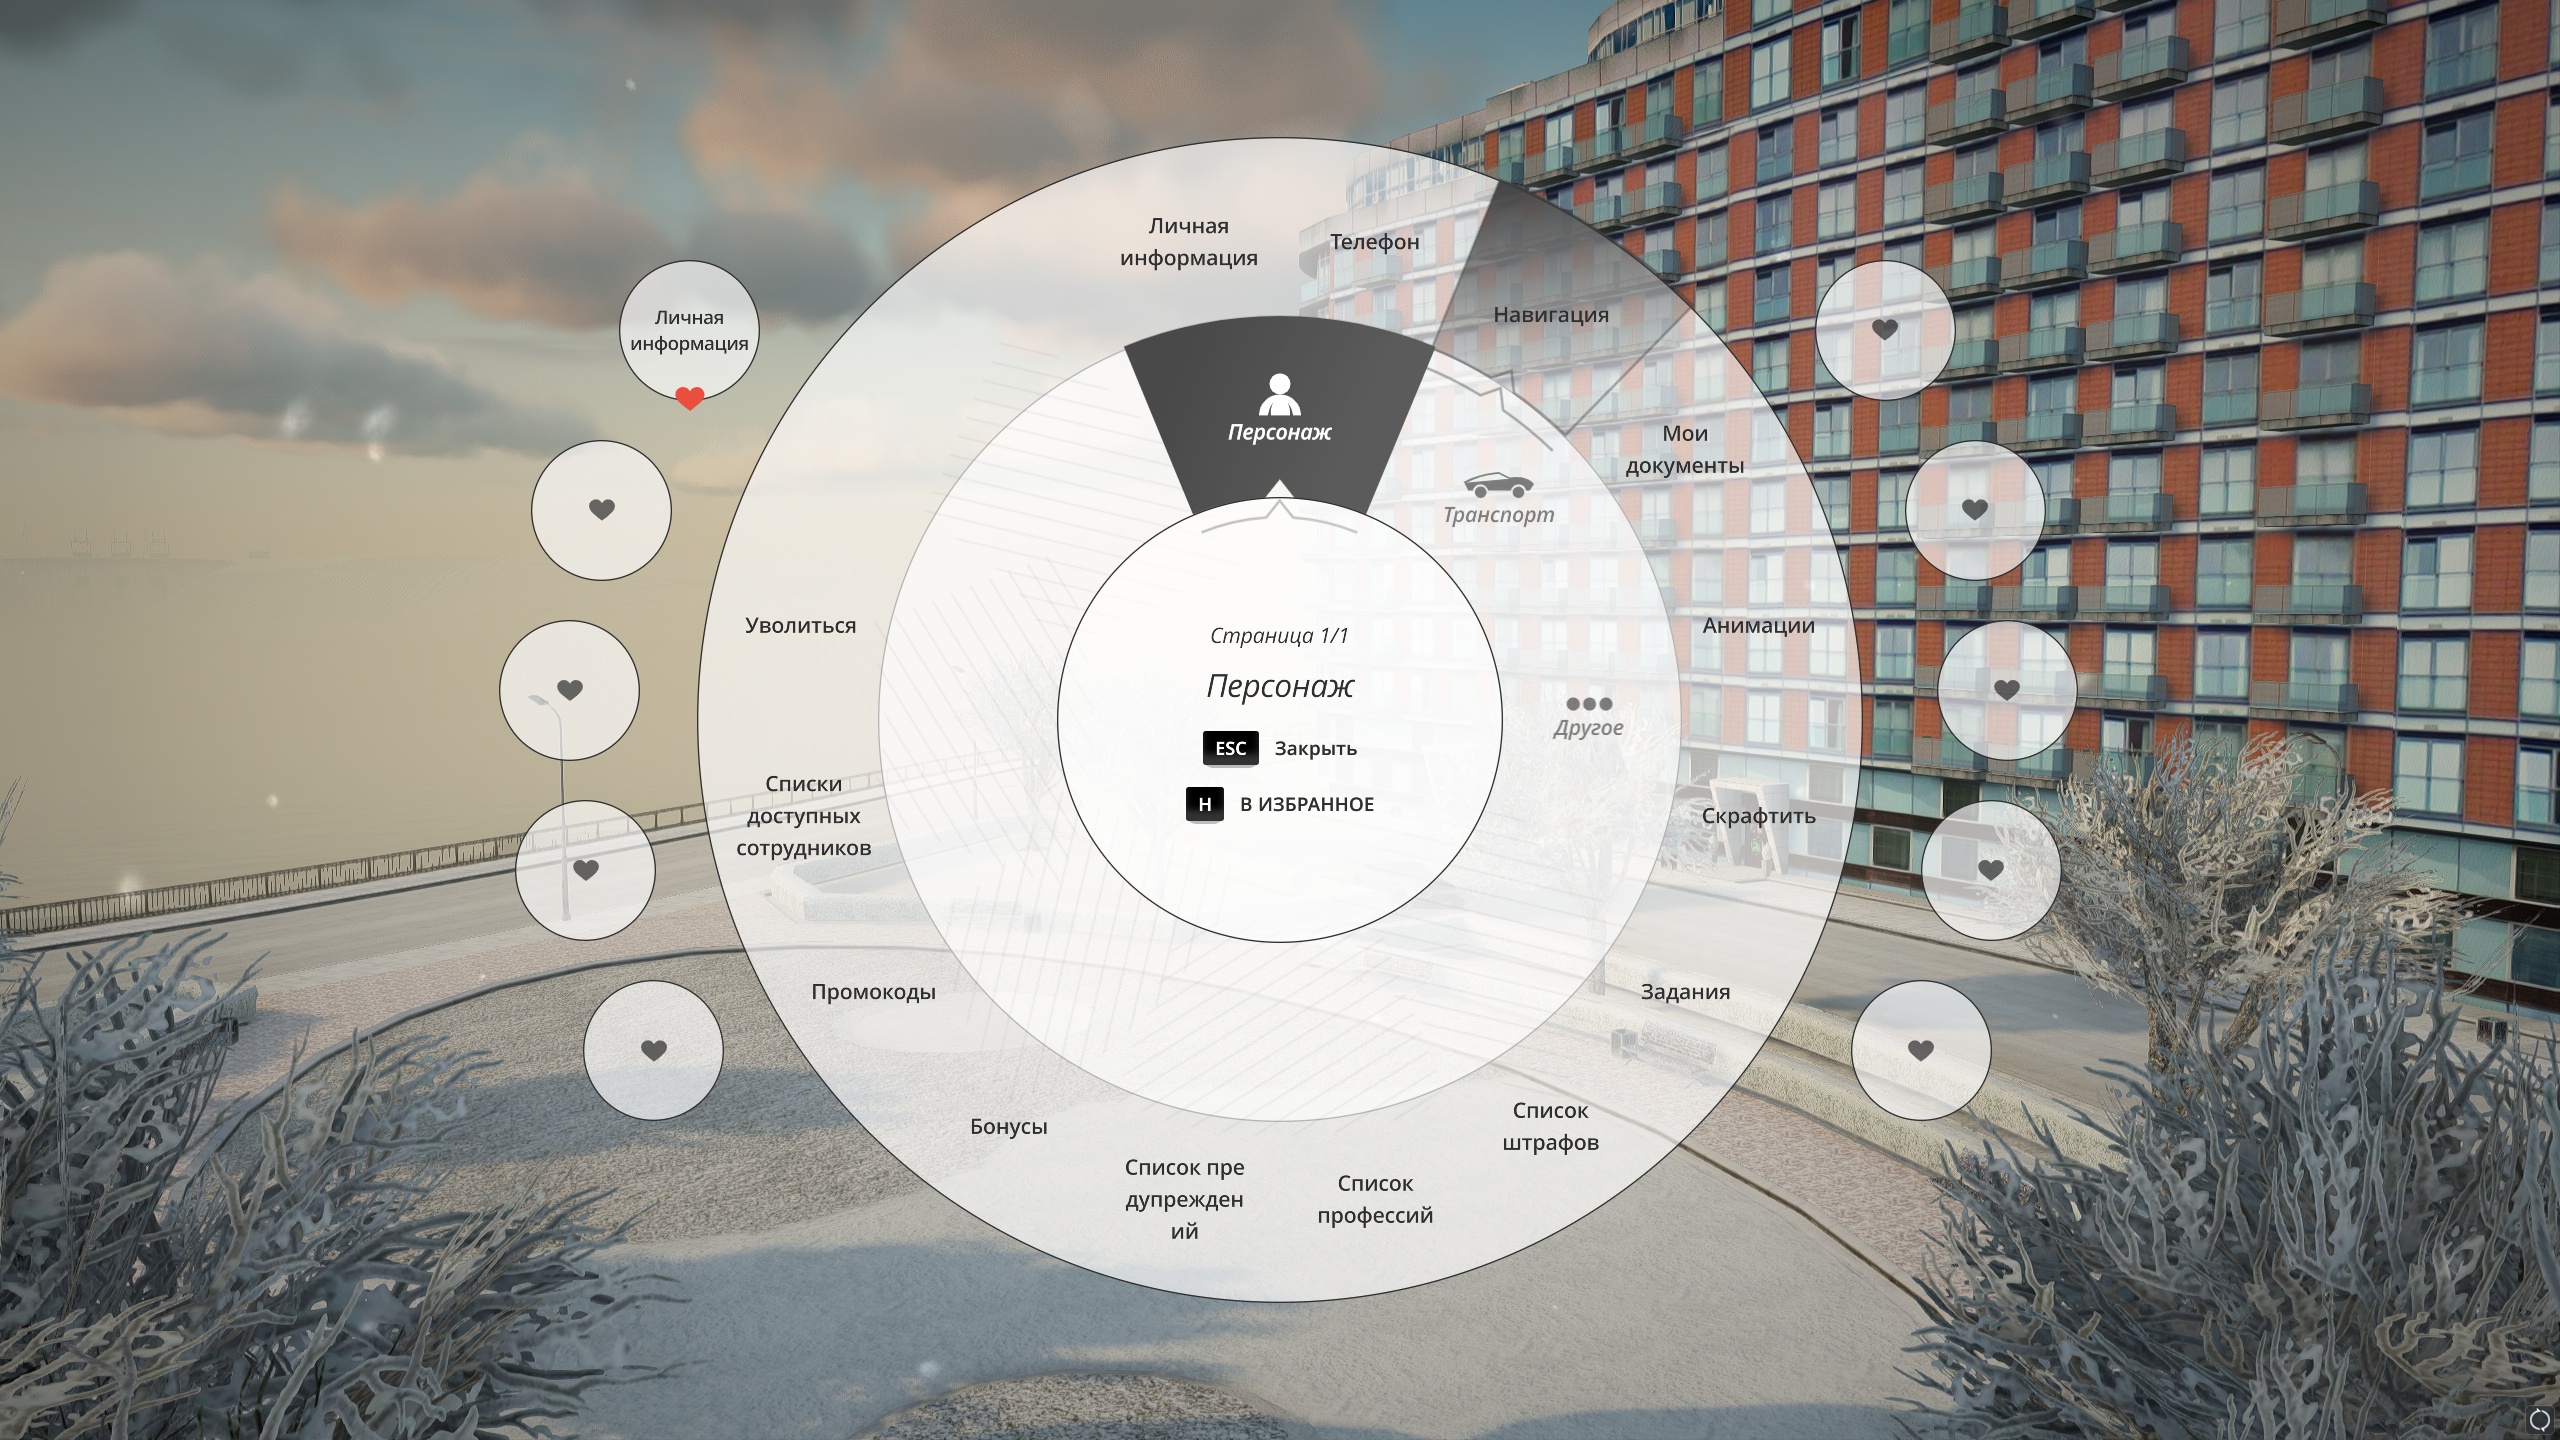 Личная
информация
Телефон
Навигация
Личная
информация
Персонаж
Мои
документы
Транспорт
Уволиться
Анимации
Страница 1/1
Персонаж
Другое
ESC Закрыть
H В ИЗБРАННОЕ
Списки
доступных
сотрудников
Скрафтить
Промокоды
Задания
Бонусы
Список
штрафов
Список пре
дупрежден
ий
Список
профессий